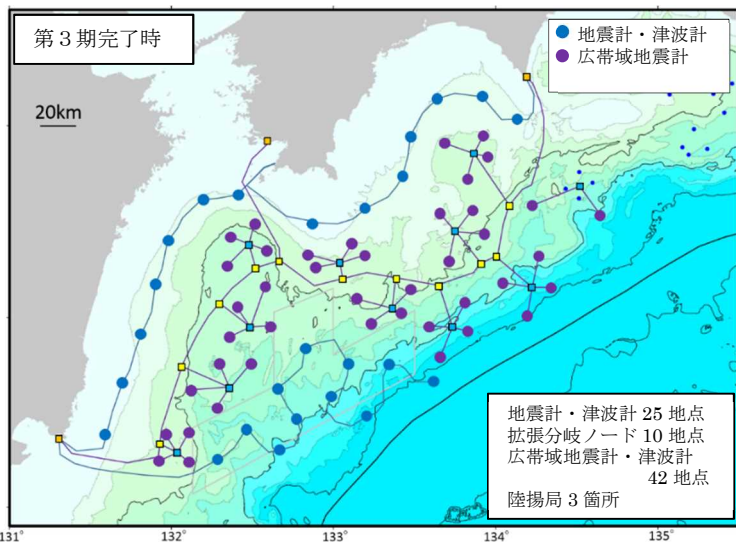 第３期完了時
地震計・津波計
広帯域地震計
20km
地震計・津波計 25 地点
拡張分岐ノード 10 地点
広帯域地震計・津波計
42 地点
陸揚局 3 箇所
131°
132°
133°
134°
135°